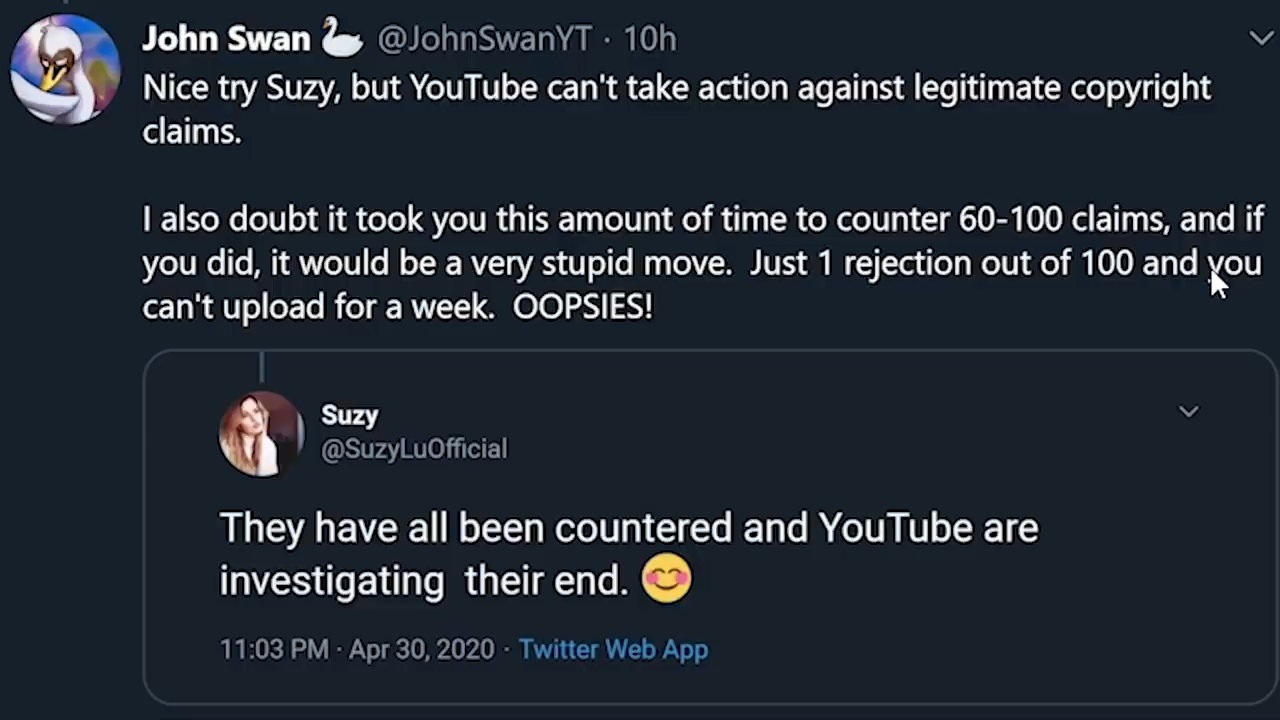 John Swan 🦢 @JohnSwanYT · 10h
Nice try Suzy, but YouTube can't take action against legitimate copyright
claims.
I also doubt it took you this amount of time to counter 60-100 claims, and if
you did, it would be a very stupid move.  Just 1 rejection out of 100 and you
can't upload for a week.  OOPSIES!
Suzy
@SuzyLuOfficial
They have all been countered and YouTube are
investigating  their end. 😊
11:03 PM · Apr 30, 2020 · Twitter Web App